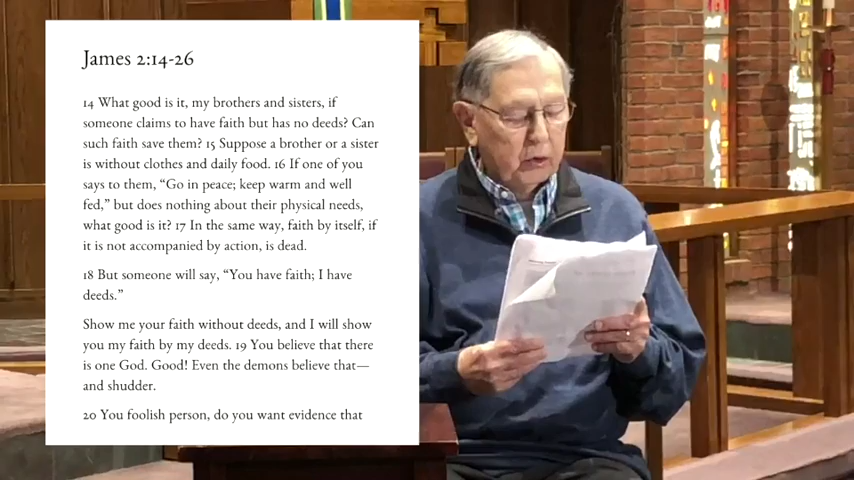 James 2:14-26
14 What good is it, my brothers and sisters, if
someone claims to have faith but has no deeds? Can
such faith save them? 15 Suppose a brother or a sister
is without clothes and daily food. 16 If one of you
says to them, “Go in peace; keep warm and well
fed,” but does nothing about their physical needs,
what good is it? 17 In the same way, faith by itself, if
it is not accompanied by action, is dead.
18 But someone will say, “You have faith; I have
deeds.”
Show me your faith without deeds, and I will show
you my faith by my deeds. 19 You believe that there
is one God. Good! Even the demons believe that—
and shudder.
20 You foolish person, do you want evidence that